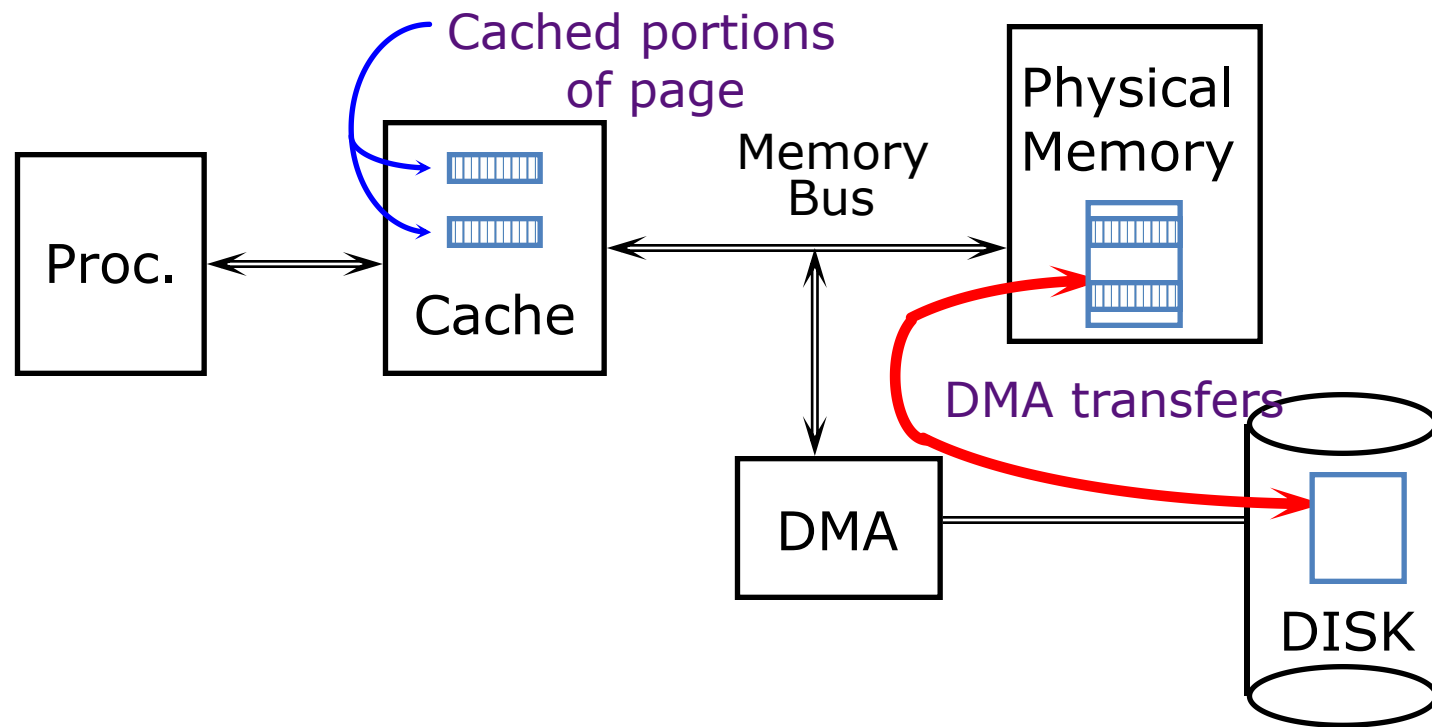 Cached portions
of page
Physical
Memory
Memory
Bus
Proc.
Cache
DMA transfers
DMA
DISK